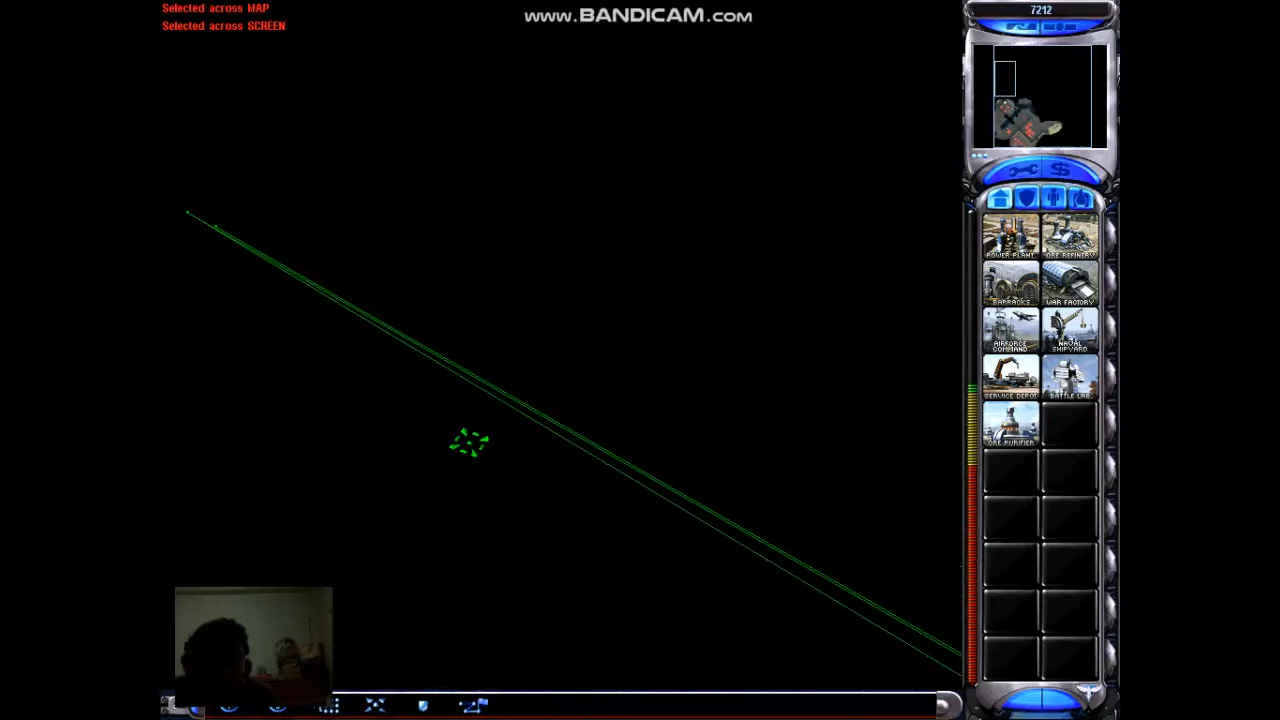 Selected across MAP
Selected across SCREEN
www.BANDICAM.com
7212
POWER PLANT
ORE REFINERY
BARRACKS
WAR FACTORY
AIRFORCE
COMMAND
NAVAL
SHIPYARD
SERVICE DEPOT
BATTLE LAB
ORE PURIFIER